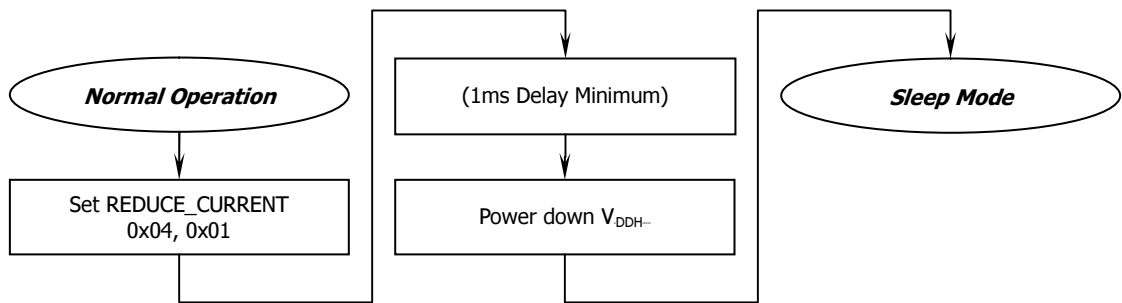 Normal Operation
Set REDUCE_CURRENT
0x04, 0x01
(1ms Delay Minimum)
Power down VDDH
Sleep Mode